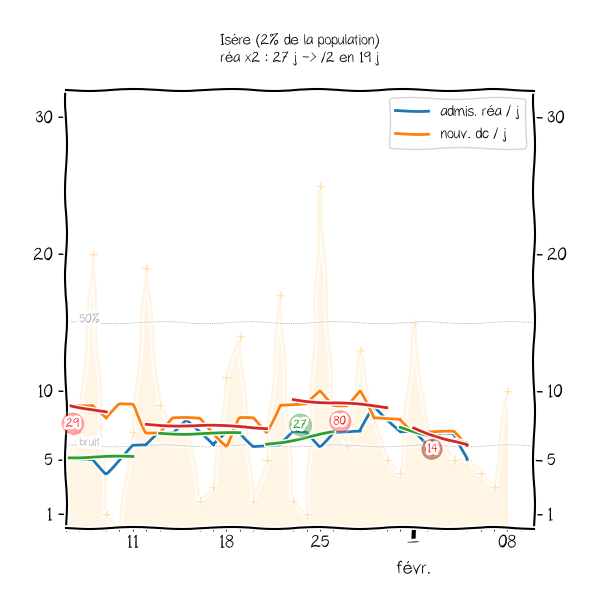 Isère (2% de la population)
réa x2 : 27 j -> /2 en 19 j
admis. réa / j
nouv. dc / j
30 30
20 20
50%
10 10
29 27 80
bruit
14
5 5
1 1
11 18 25 1 08
févr.